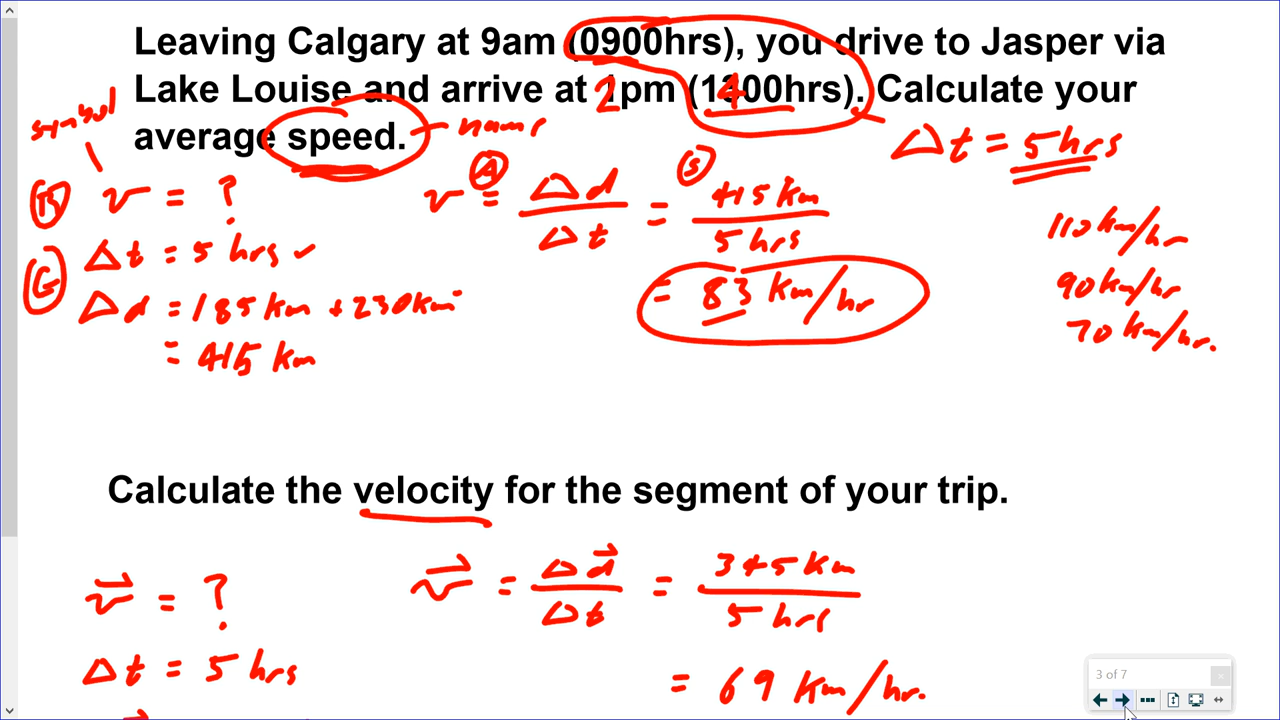 Leaving Calgary at 9am (0900hrs), you drive to Jasper via
Lake Louise and arrive at 2pm (1400hrs). Calculate your
average speed. name
symbol
Δt = 5 hrs
B v = ?
v A = Δd/Δt = S 415 km/5 hrs
G Δt = 5 hrs ✓
= 83 km/hr
Δd = 185 km + 230 km
= 415 km
110 km/hr
90 km/hr
70 km/hr.
Calculate the velocity for the segment of your trip.
v⃗ = ?
v⃗ = Δd⃗/Δt = 345 km/5 hrs
Δt = 5 hrs
= 69 km/hr.
3 of 7